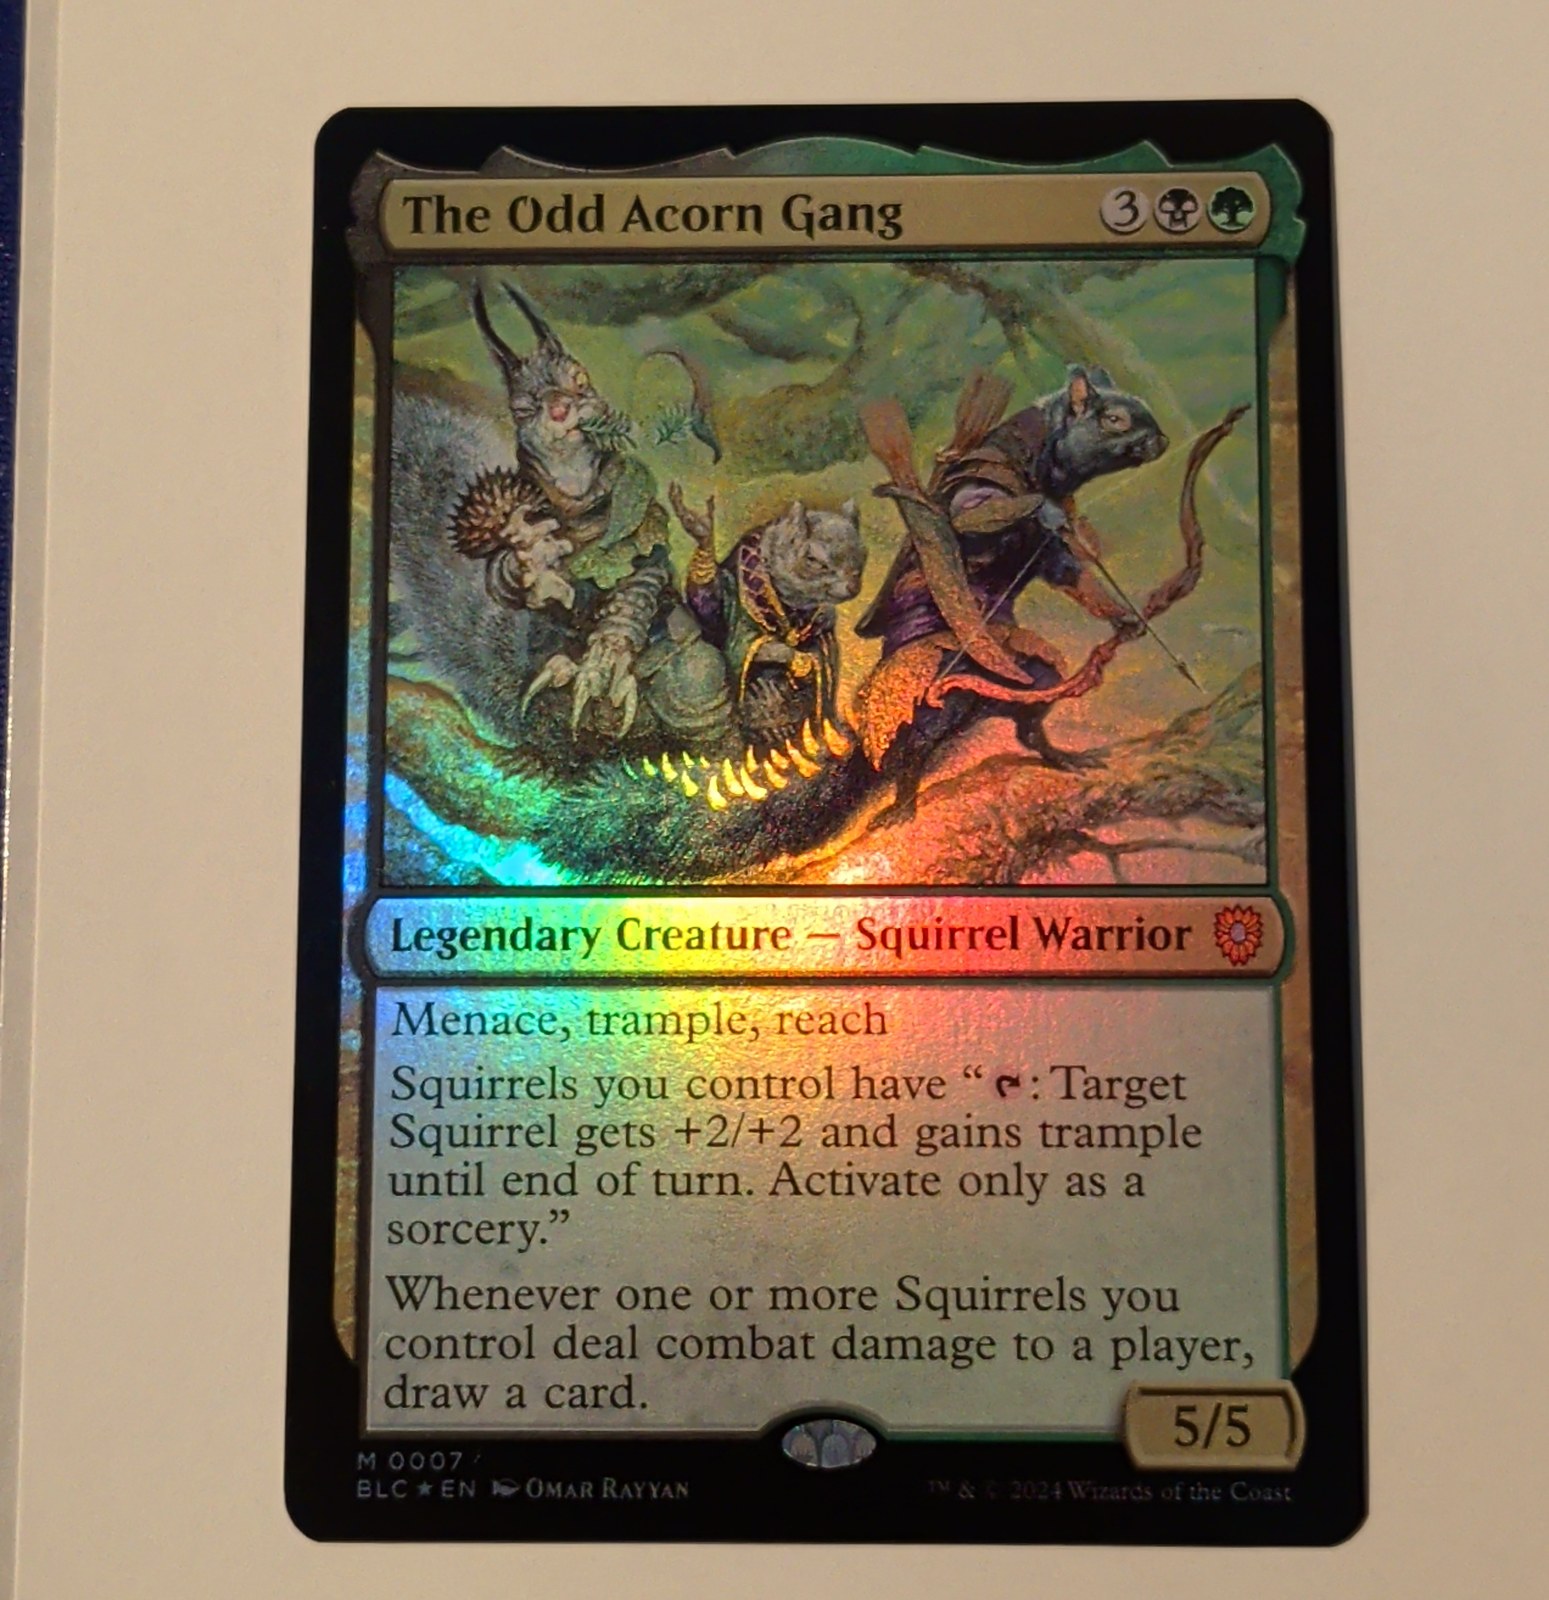 The Odd Acorn Gang 3
Legendary Creature — Squirrel Warrior
Menace, trample, reach
Squirrels you control have “ : Target
Squirrel gets +2/+2 and gains trample
until end of turn. Activate only as a
sorcery.”
Whenever one or more Squirrels you
control deal combat damage to a player,
draw a card.
5/5
M 0007
BLC ★ EN OMAR RAYYAN
™ & © 2024 Wizards of the Coast